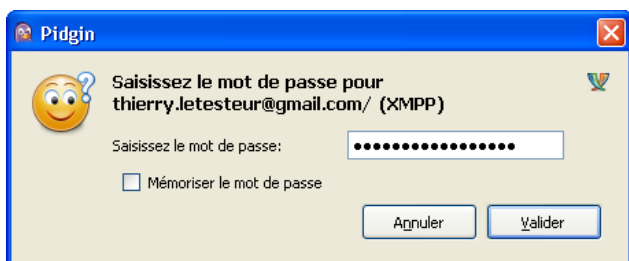 Pidgin
Saisissez le mot de passe pour
thierry.letesteur@gmail.com/ (XMPP)
Saisissez le mot de passe: •••••••••••••••••
Mémoriser le mot de passe
Annuler Valider